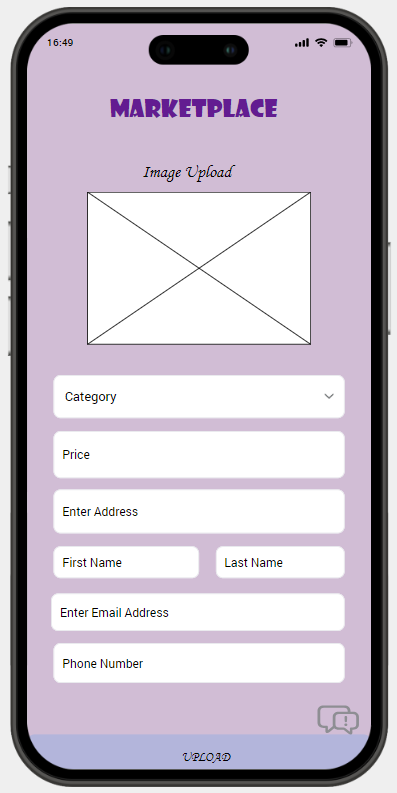 16:49
MARKETPLACE
Image Upload
Category
Price
Enter Address
First Name Last Name
Enter Email Address
Phone Number
!
UPLOAD